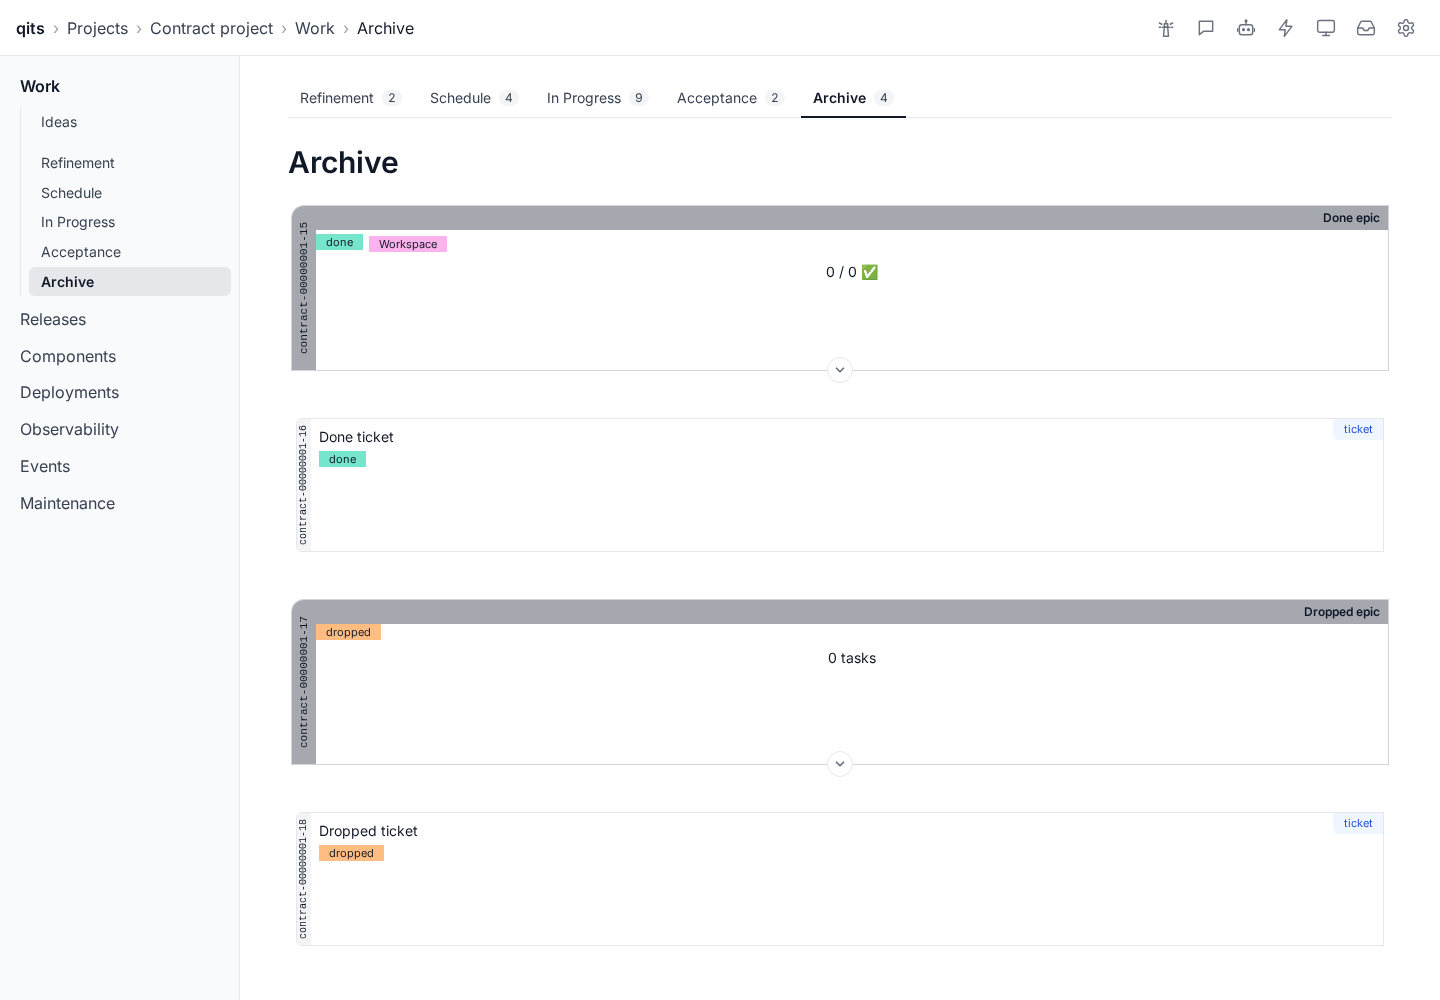 qits › Projects › Contract project › Work › Archive
Work
Ideas
Refinement
Schedule
In Progress
Acceptance
Archive
Releases
Components
Deployments
Observability
Events
Maintenance
Refinement 2
Schedule 4
In Progress 9
Acceptance 2
Archive 4
Archive
contract-00000001-15
Done epic
done
Workspace
0 / 0 ✅
contract-00000001-16
Done ticket
ticket
done
contract-00000001-17
Dropped epic
dropped
0 tasks
contract-00000001-18
Dropped ticket
ticket
dropped